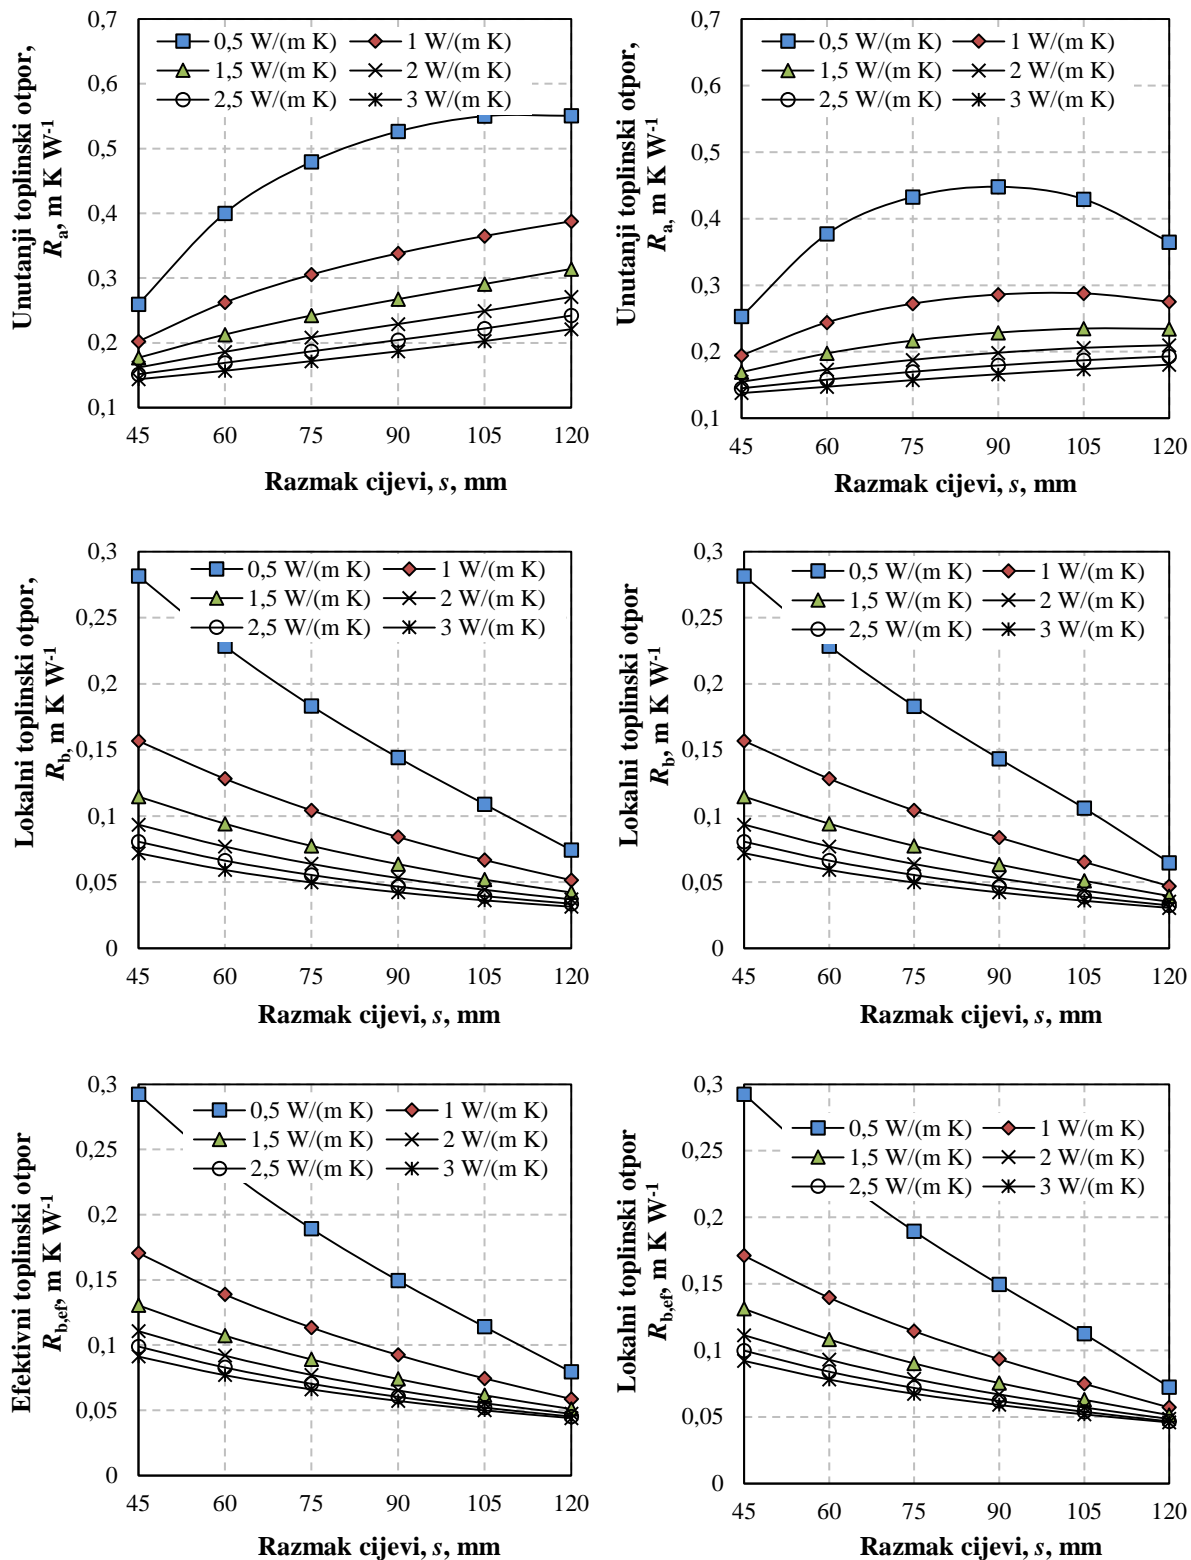 Unutanji toplinski otpor,
Rₐ, m K W⁻¹
0,7
0,6
0,5
0,4
0,3
0,2
0,1
0,5 W/(m K) 1 W/(m K)
1,5 W/(m K) 2 W/(m K)
2,5 W/(m K) 3 W/(m K)
45 60 75 90 105 120
Razmak cijevi, s, mm
Unutanji toplinski otpor,
Rₐ, m K W⁻¹
0,7
0,6
0,5
0,4
0,3
0,2
0,1
0,5 W/(m K) 1 W/(m K)
1,5 W/(m K) 2 W/(m K)
2,5 W/(m K) 3 W/(m K)
45 60 75 90 105 120
Razmak cijevi, s, mm
Lokalni toplinski otpor,
R_b, m K W⁻¹
0,3
0,25
0,2
0,15
0,1
0,05
0
0,5 W/(m K) 1 W/(m K)
1,5 W/(m K) 2 W/(m K)
2,5 W/(m K) 3 W/(m K)
45 60 75 90 105 120
Razmak cijevi, s, mm
Lokalni toplinski otpor
R_b, m K W⁻¹
0,3
0,25
0,2
0,15
0,1
0,05
0
0,5 W/(m K) 1 W/(m K)
1,5 W/(m K) 2 W/(m K)
2,5 W/(m K) 3 W/(m K)
45 60 75 90 105 120
Razmak cijevi, s, mm
Efektivni toplinski otpor
R_b,ef, m K W⁻¹
0,3
0,25
0,2
0,15
0,1
0,05
0
0,5 W/(m K) 1 W/(m K)
1,5 W/(m K) 2 W/(m K)
2,5 W/(m K) 3 W/(m K)
45 60 75 90 105 120
Razmak cijevi, s, mm
Lokalni toplinski otpor
R_b,ef, m K W⁻¹
0,3
0,25
0,2
0,15
0,1
0,05
0
0,5 W/(m K) 1 W/(m K)
1,5 W/(m K) 2 W/(m K)
2,5 W/(m K) 3 W/(m K)
45 60 75 90 105 120
Razmak cijevi, s, mm